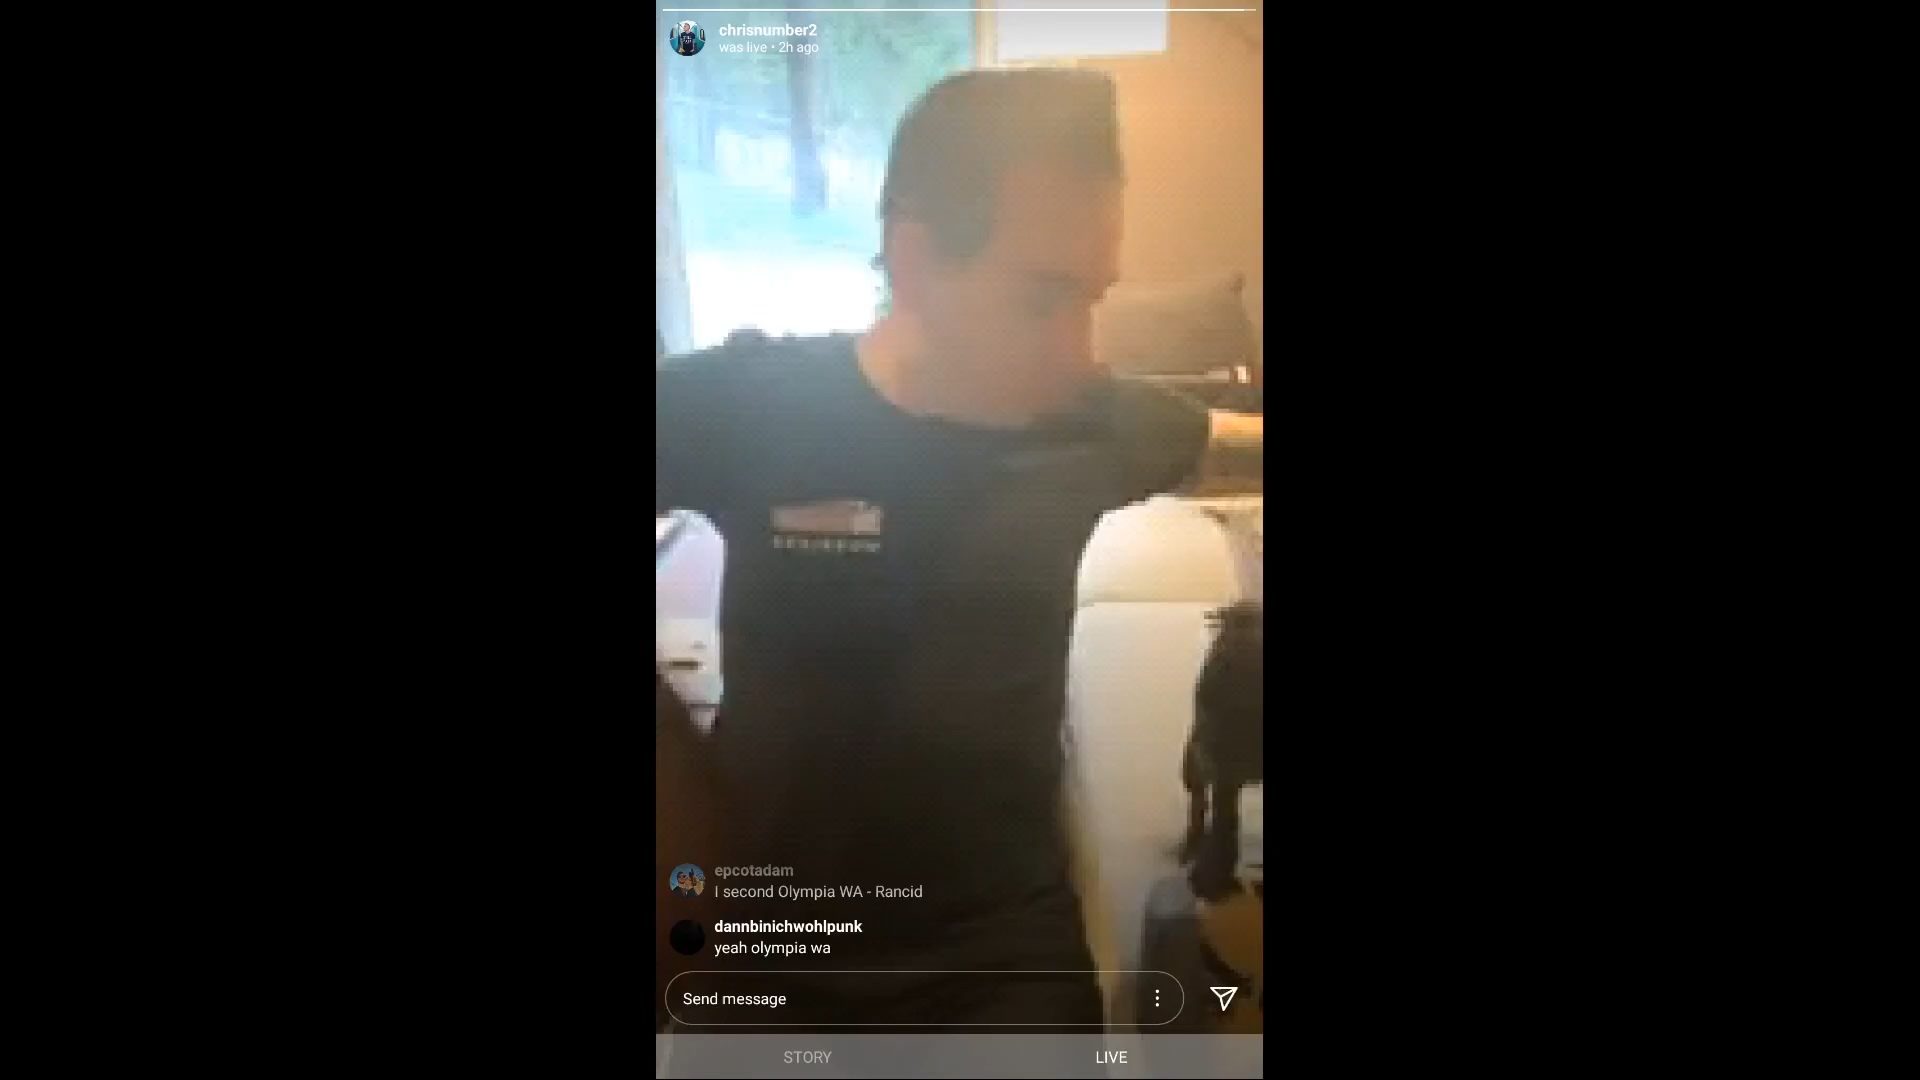 chrisnumber2
was live • 2h ago
epcotadam
I second Olympia WA - Rancid
dannbinichwohlpunk
yeah olympia wa
Send message
STORY
LIVE